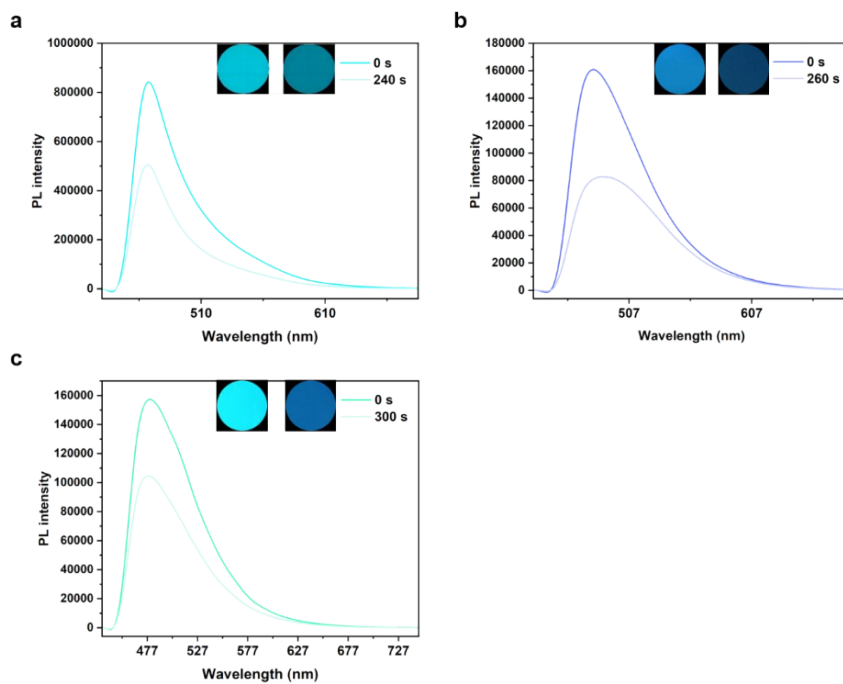 a
1000000
800000
600000
400000
200000
0
PL intensity
510 610
Wavelength (nm)
0 s
240 s
b
180000
160000
140000
120000
100000
80000
60000
40000
20000
0
PL intensity
507 607
Wavelength (nm)
0 s
260 s
c
160000
140000
120000
100000
80000
60000
40000
20000
0
PL intensity
477 527 577 627 677 727
Wavelength (nm)
0 s
300 s